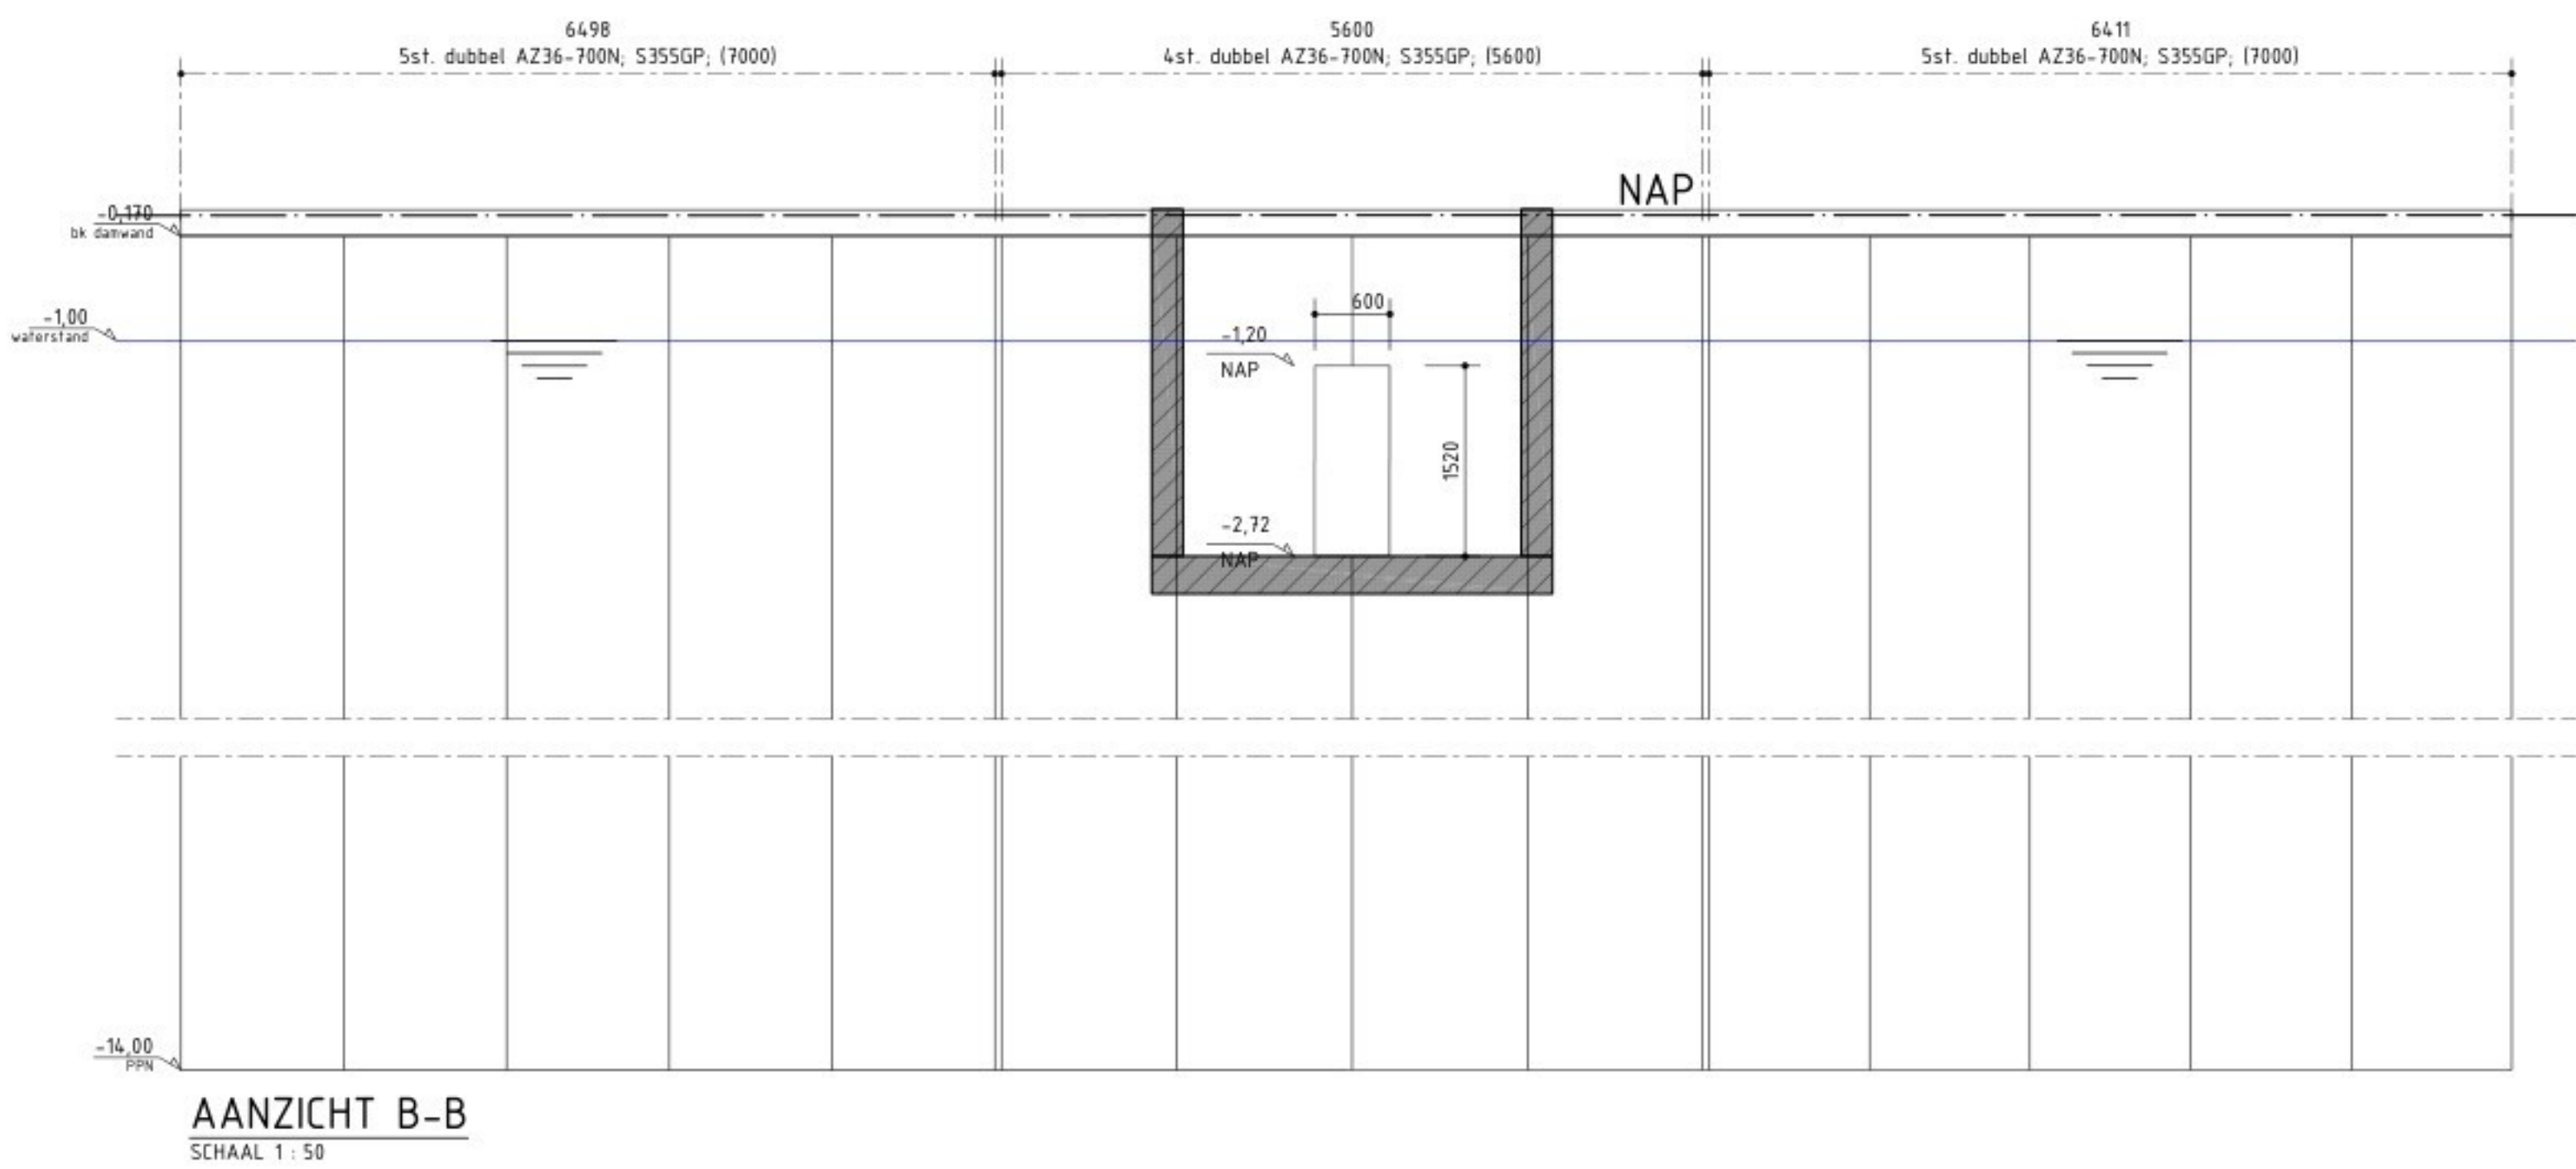 6498
5st. dubbel AZ36-700N; S355GP; (7000)
5600
4st. dubbel AZ36-700N; S355GP; (5600)
6411
5st. dubbel AZ36-700N; S355GP; (7000)
NAP
-0,170
bk damwand
-1,00
waterstand
600
-1,20
NAP
1520
-2,72
NAP
-14,00
PPN
AANZICHT B-B
SCHAAL 1 : 50